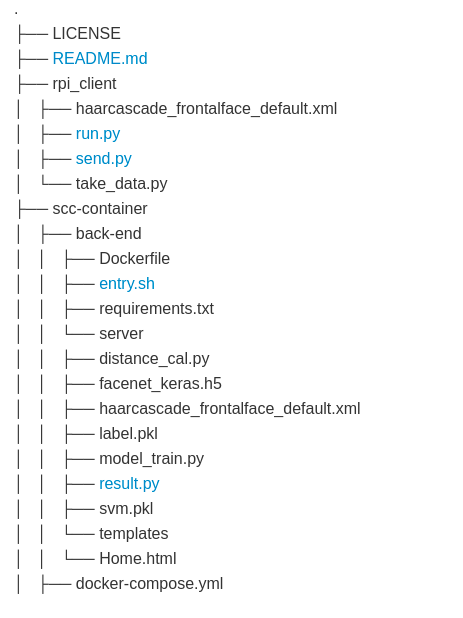 .
├── LICENSE
├── README.md
├── rpi_client
│   ├── haarcascade_frontalface_default.xml
│   ├── run.py
│   ├── send.py
│   └── take_data.py
├── scc-container
│   ├── back-end
│   │   ├── Dockerfile
│   │   ├── entry.sh
│   │   ├── requirements.txt
│   │   └── server
│   │   ├── distance_cal.py
│   │   ├── facenet_keras.h5
│   │   ├── haarcascade_frontalface_default.xml
│   │   ├── label.pkl
│   │   ├── model_train.py
│   │   ├── result.py
│   │   ├── svm.pkl
│   │   └── templates
│   │   └── Home.html
│   ├── docker-compose.yml